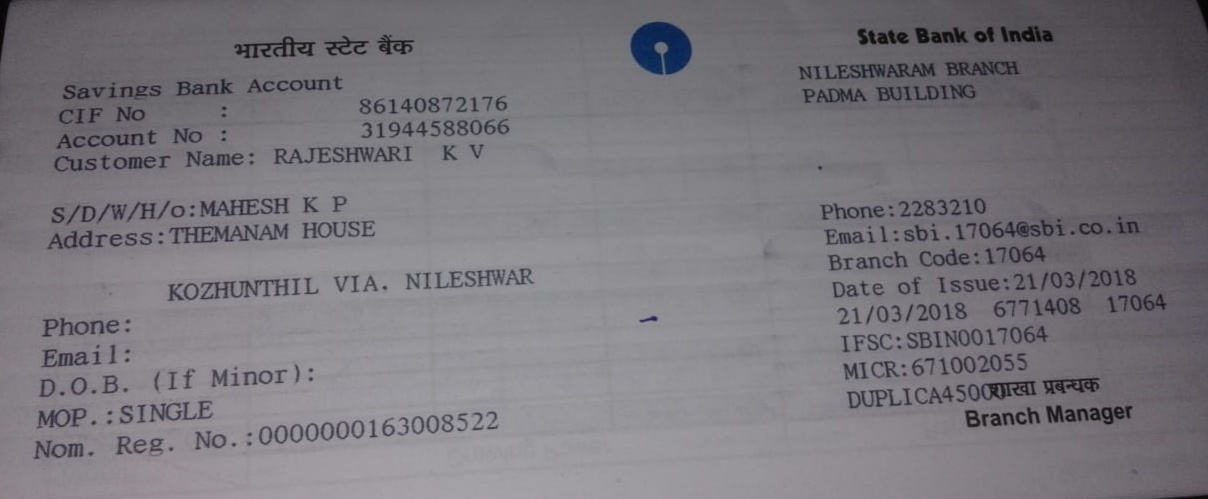 भारतीय स्टेट बैंक
State Bank of India
Savings Bank Account
CIF No : 86140872176
Account No : 31944588066
Customer Name: RAJESHWARI K V
NILESHWARAM BRANCH
PADMA BUILDING
S/D/W/H/o:MAHESH K P
Address:THEMANAM HOUSE
KOZHUNTHIL VIA. NILESHWAR
Phone:
Email:
D.O.B. (If Minor):
MOP.:SINGLE
Nom. Reg. No.:0000000163008522
Phone:2283210
Email:sbi.17064@sbi.co.in
Branch Code:17064
Date of Issue:21/03/2018
21/03/2018 6771408 17064
IFSC:SBIN0017064
MICR:671002055
DUPLICA4500 शाखा प्रबन्धक
Branch Manager